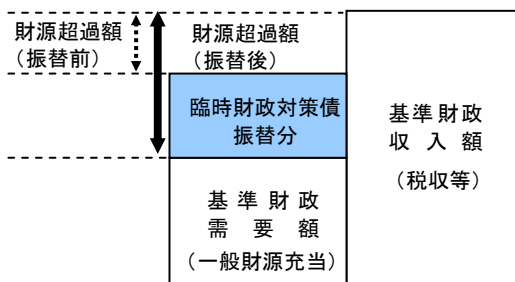 財源超過額
（振替前）
財源超過額
（振替後）
臨時財政対策債
振替分
基準財政
需要額
（一般財源充当）
基準財政
収入額
（税収等）